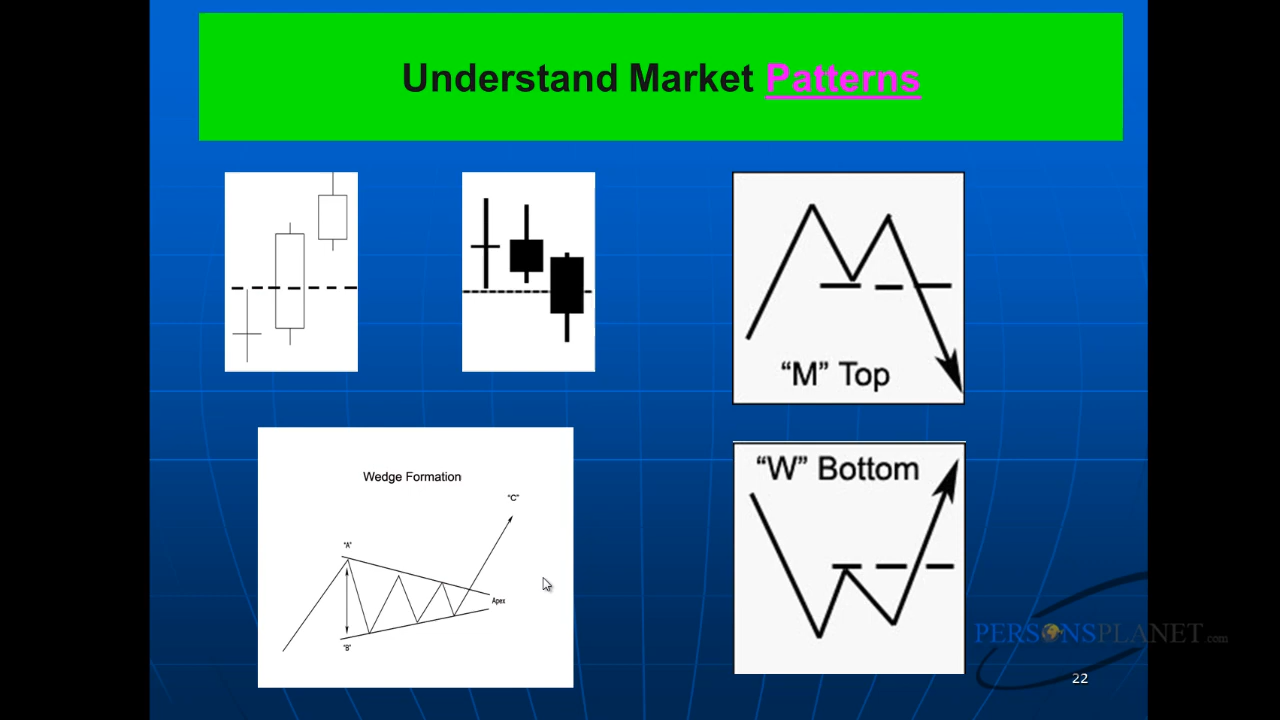 Understand Market Patterns
“M” Top
“W” Bottom
Wedge Formation
“C”
“A”
Apex
“B”
PERSONSPLANET.com
22